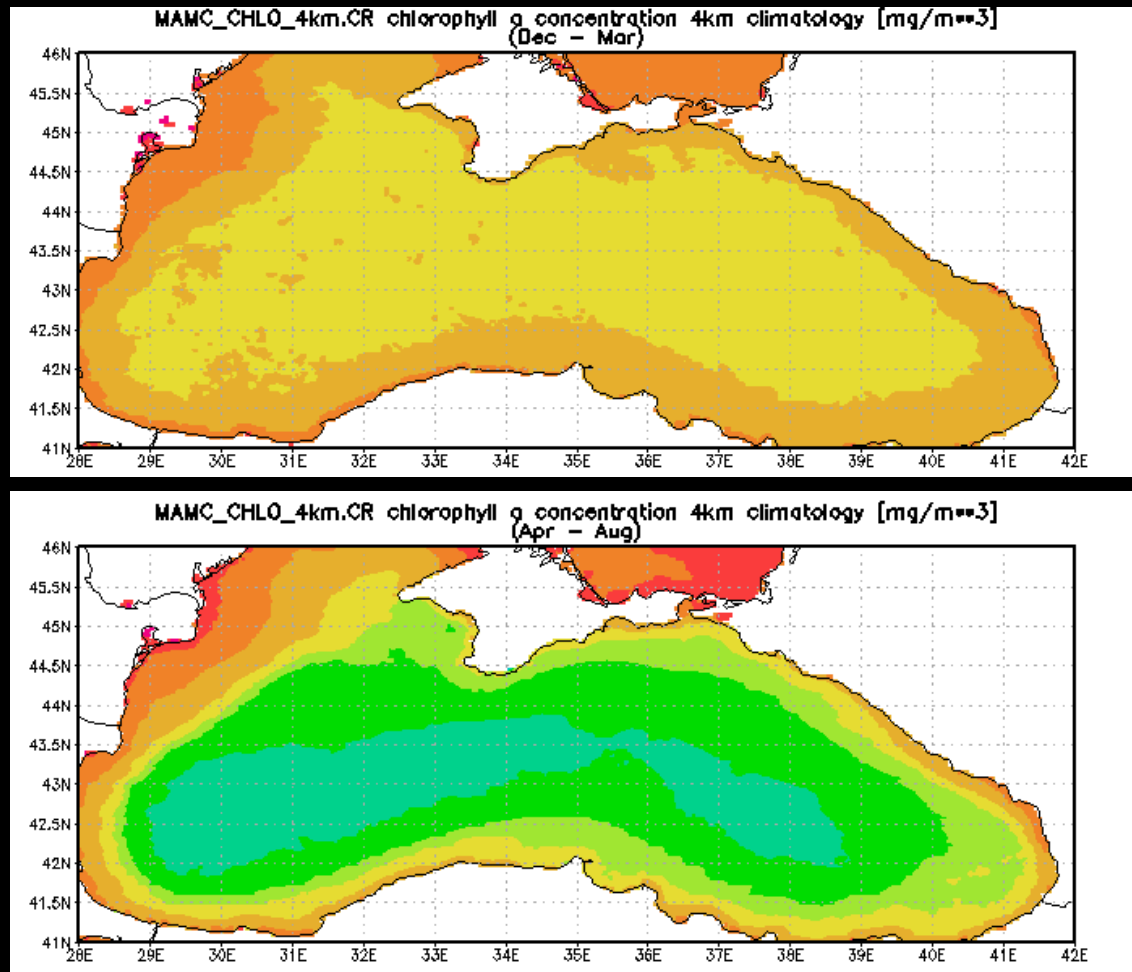 MAMC_CHLO_4km.CR chlorophyll a concentration 4km climatology [mg/m**3]
(Dec - Mar)
46N
45.5N
45N
44.5N
44N
43.5N
43N
42.5N
42N
41.5N
41N
28E 29E 30E 31E 32E 33E 34E 35E 36E 37E 38E 39E 40E 41E 42E
MAMC_CHLO_4km.CR chlorophyll a concentration 4km climatology [mg/m**3]
(Apr - Aug)
46N
45.5N
45N
44.5N
44N
43.5N
43N
42.5N
42N
41.5N
41N
28E 29E 30E 31E 32E 33E 34E 35E 36E 37E 38E 39E 40E 41E 42E